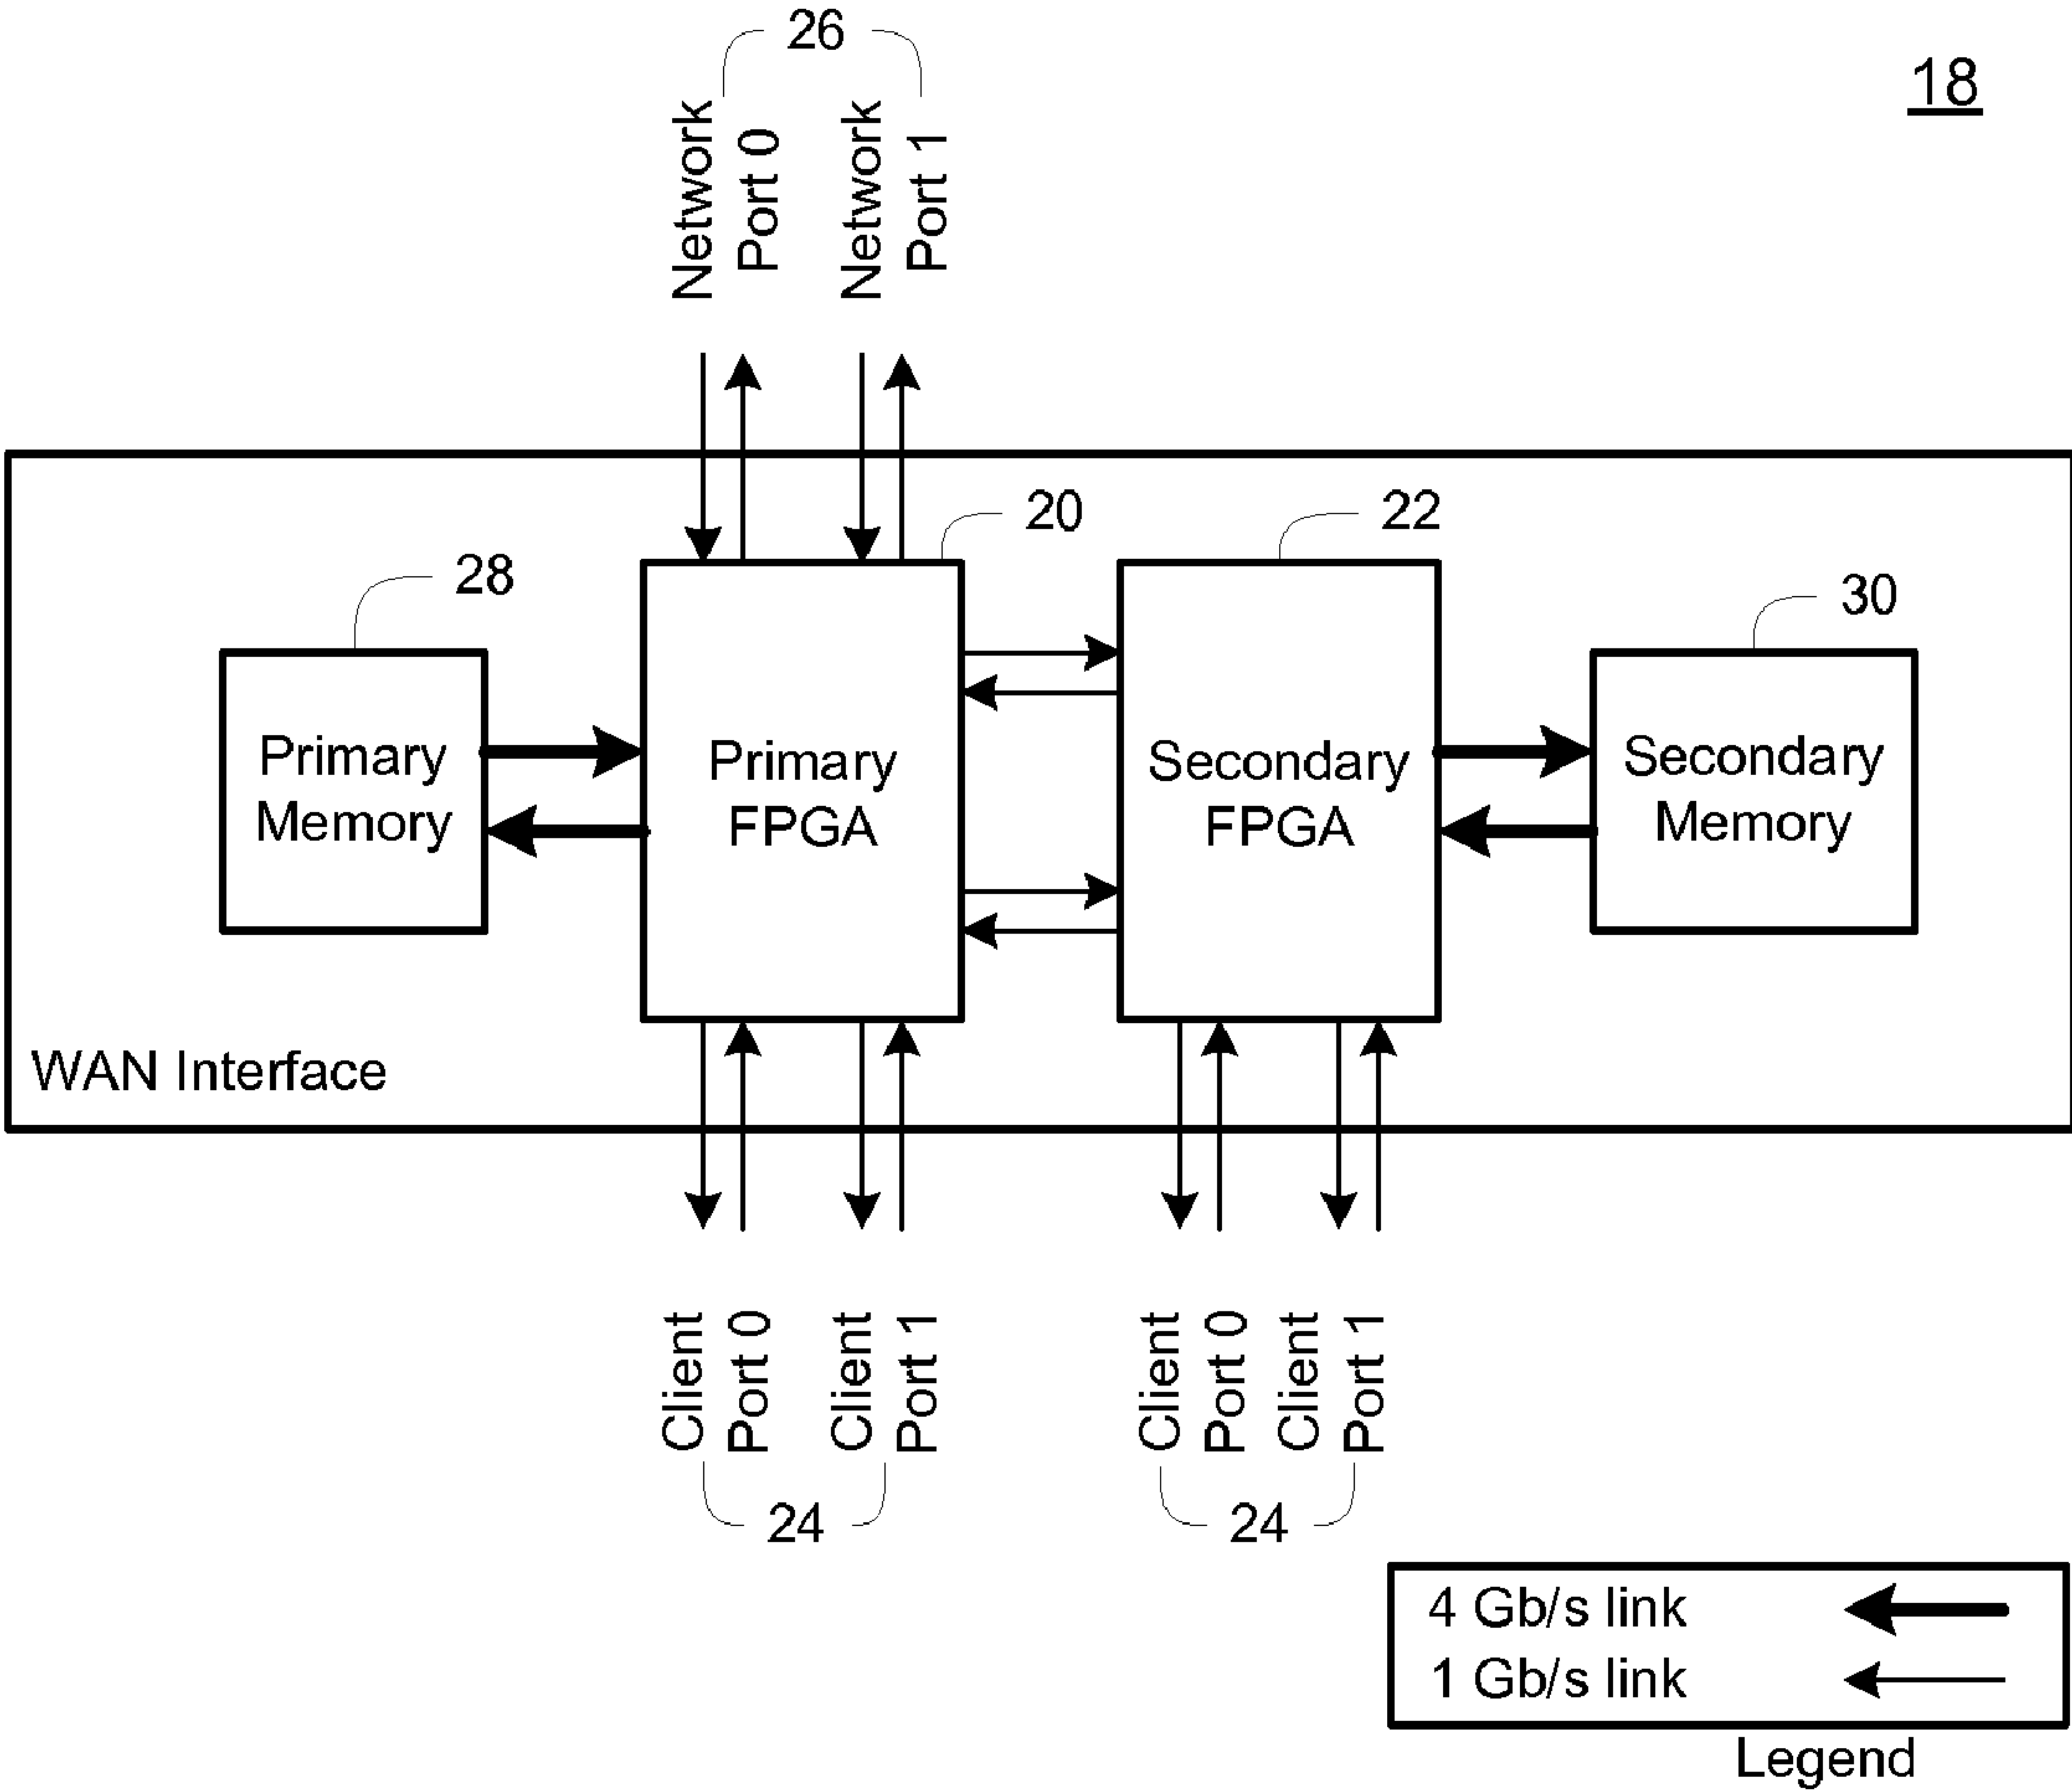 26
18
Network
Port 0
Network
Port 1
20
22
28
30
Primary
Memory
Primary
FPGA
Secondary
FPGA
Secondary
Memory
WAN Interface
Client
Port 0
Client
Port 1
Client
Port 0
Client
Port 1
24
24
4 Gb/s link
1 Gb/s link
Legend